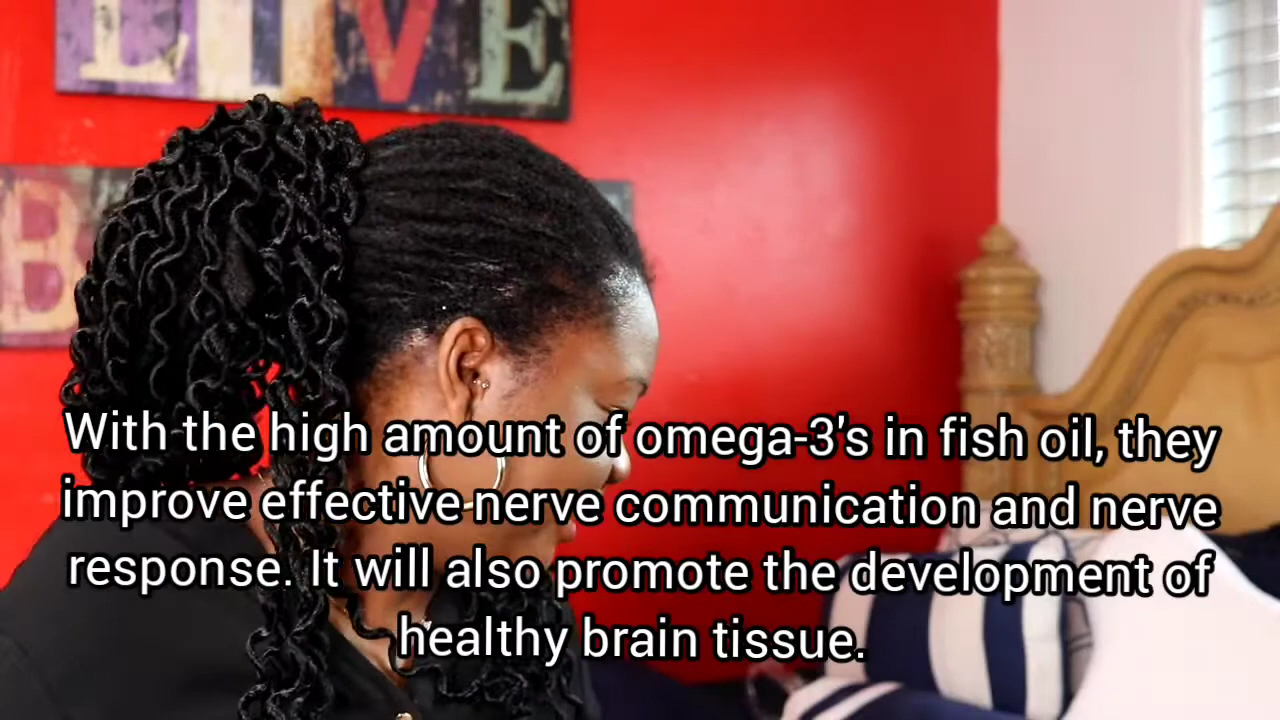 LIVE
B
With the high amount of omega-3's in fish oil, they
improve effective nerve communication and nerve
response. It will also promote the development of
healthy brain tissue.